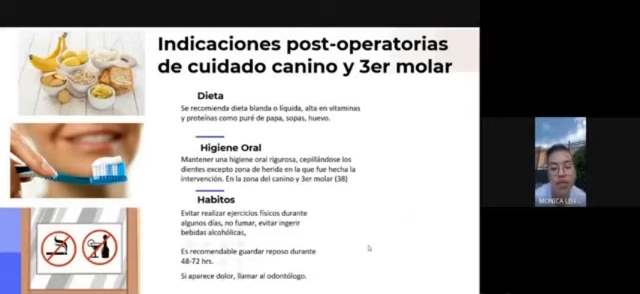 Indicaciones post-operatorias
de cuidado canino y 3er molar
Dieta
Se recomienda dieta blanda o líquida, alta en vitaminas
y proteínas como puré de papa, sopas, huevo.
Higiene Oral
Mantener una higiene oral rigurosa, cepillándose los
dientes excepto zona de herida en la que fue hecha la
intervención. En la zona del canino y 3er molar (38)
Habitos
Evitar realizar ejercicios físicos durante
algunos días, no fumar, evitar ingerir
bebidas alcohólicas,
Es recomendable guardar reposo durante
48-72 hrs.
Si aparece dolor, llamar al odontólogo.
MONICA